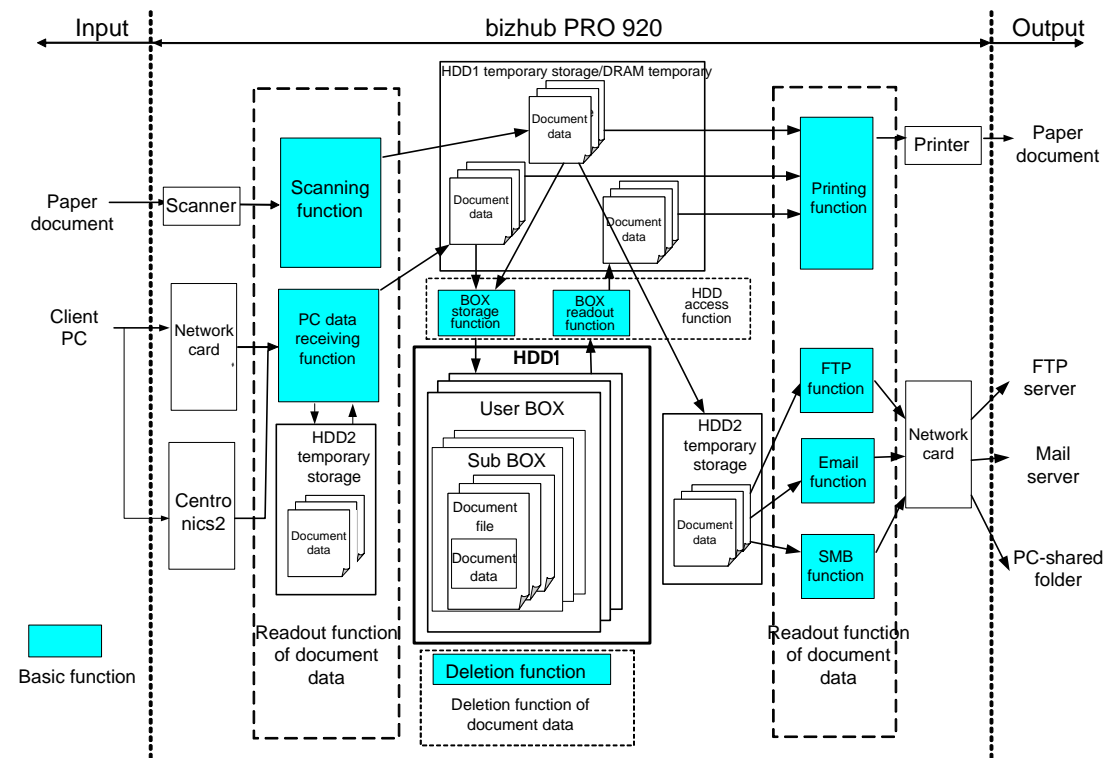 Input
bizhub PRO 920
Output
HDD1 temporary storage/DRAM temporary
Document
data
Scanning
function
Printing
function
Printer
Paper
document
Paper
document
Scanner
Document
data
Document
data
BOX
storage
function
BOX
readout
function
HDD
access
function
Client
PC
Network
card
PC data
receiving
function
HDD1
User BOX
Sub BOX
Document
file
Document
data
HDD2
temporary
storage
Document
data
Centro
nics2
HDD2
temporary
storage
Document
data
FTP
function
Email
function
SMB
function
Network
card
FTP
server
Mail
server
PC-shared
folder
Readout function
of document
data
Readout function
of document
data
Basic function
Deletion function
Deletion function of
document data